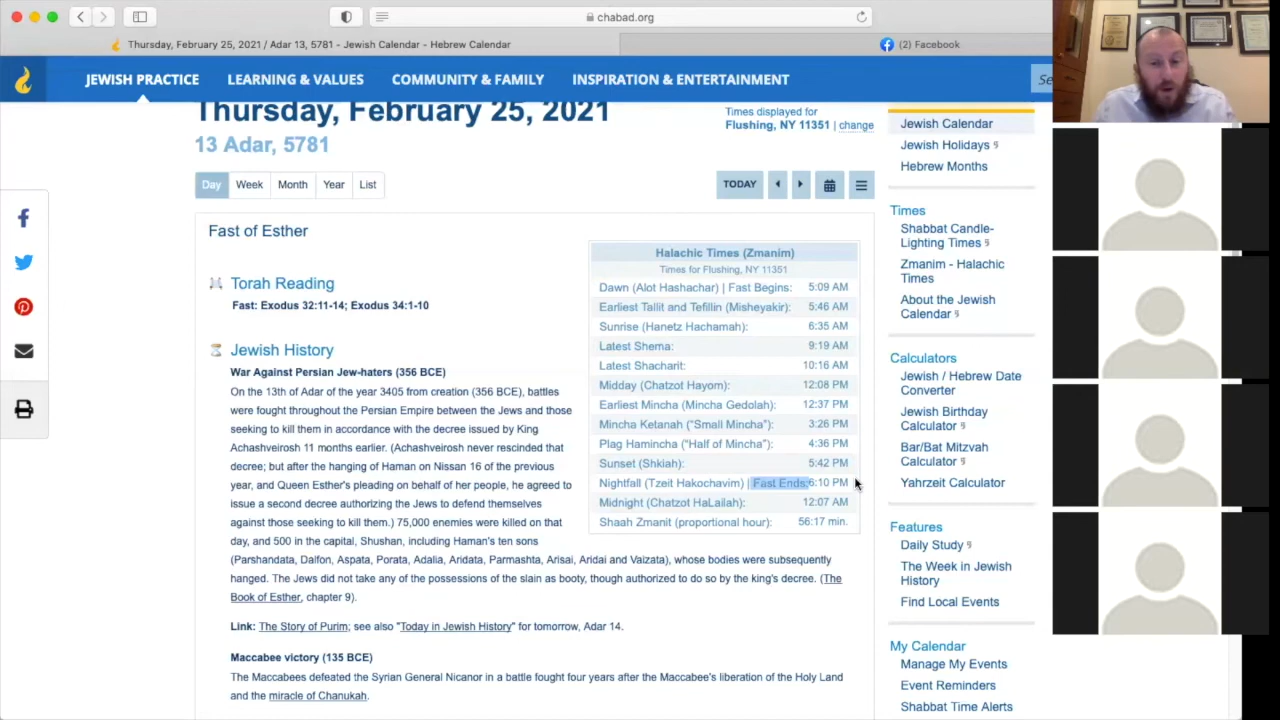 chabad.org
Thursday, February 25, 2021 / Adar 13, 5781 - Jewish Calendar - Hebrew Calendar
(2) Facebook
JEWISH PRACTICE
LEARNING & VALUES
COMMUNITY & FAMILY
INSPIRATION & ENTERTAINMENT
Se
Thursday, February 25, 2021
13 Adar, 5781
Times displayed for
Flushing, NY 11351 | change
Day
Week
Month
Year
List
TODAY
Fast of Esther
Torah Reading
Fast: Exodus 32:11-14; Exodus 34:1-10
Jewish History
War Against Persian Jew-haters (356 BCE)
On the 13th of Adar of the year 3405 from creation (356 BCE), battles
were fought throughout the Persian Empire between the Jews and those
seeking to kill them in accordance with the decree issued by King
Achashveirosh 11 months earlier. (Achashveirosh never rescinded that
decree; but after the hanging of Haman on Nissan 16 of the previous
year, and Queen Esther's pleading on behalf of her people, he agreed to
issue a second decree authorizing the Jews to defend themselves
against those seeking to kill them.) 75,000 enemies were killed on that
day, and 500 in the capital, Shushan, including Haman's ten sons
(Parshandata, Dalfon, Aspata, Porata, Adalia, Aridata, Parmashta, Arisai, Aridai and Vaizata), whose bodies were subsequently
hanged. The Jews did not take any of the possessions of the slain as booty, though authorized to do so by the king's decree. (The
Book of Esther, chapter 9).
Link: The Story of Purim; see also "Today in Jewish History" for tomorrow, Adar 14.
Maccabee victory (135 BCE)
The Maccabees defeated the Syrian General Nicanor in a battle fought four years after the Maccabee's liberation of the Holy Land
and the miracle of Chanukah.
Halachic Times (Zmanim)
Times for Flushing, NY 11351
Dawn (Alot Hashachar) | Fast Begins: 5:09 AM
Earliest Tallit and Tefillin (Misheyakir): 5:46 AM
Sunrise (Hanetz Hachamah): 6:35 AM
Latest Shema: 9:19 AM
Latest Shacharit: 10:16 AM
Midday (Chatzot Hayom): 12:08 PM
Earliest Mincha (Mincha Gedolah): 12:37 PM
Mincha Ketanah ("Small Mincha"): 3:26 PM
Plag Hamincha ("Half of Mincha"): 4:36 PM
Sunset (Shkiah): 5:42 PM
Nightfall (Tzeit Hakochavim) | Fast Ends: 6:10 PM
Midnight (Chatzot HaLailah): 12:07 AM
Shaah Zmanit (proportional hour): 56:17 min.
Jewish Calendar
Jewish Holidays
Hebrew Months
Times
Shabbat Candle-
Lighting Times
Zmanim - Halachic
Times
About the Jewish
Calendar
Calculators
Jewish / Hebrew Date
Converter
Jewish Birthday
Calculator
Bar/Bat Mitzvah
Calculator
Yahrzeit Calculator
Features
Daily Study
The Week in Jewish
History
Find Local Events
My Calendar
Manage My Events
Event Reminders
Shabbat Time Alerts